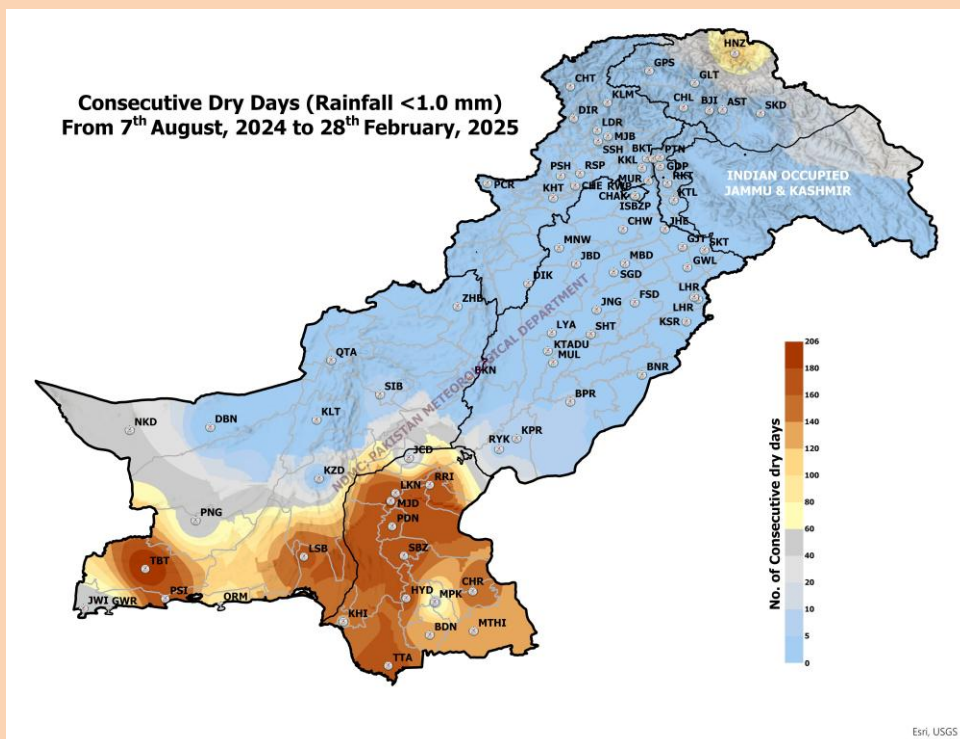 Consecutive Dry Days (Rainfall <1.0 mm)
From 7th August, 2024 to 28th February, 2025
HNZ
GPS
GLT
CHT
KLM
CHL
BJI
AST
SKD
DIR
LDR
MJB
SSH
BKT
PTN
KKL
GDP
PSH
RSP
MUR
RKT
INDIAN OCCUPIED
JAMMU & KASHMIR
PCR
KHT
CHE
RWP
KTL
CHAK
ISBZP
CHW
JHE
MNW
GJT
SKT
JBD
MBD
GWL
SGD
DIK
LHR
ZHB
JNG
FSD
LHR
KSR
LYA
SHT
QTA
KTADU
MUL
BKN
BNR
SIB
BPR
NKD
DBN
KLT
KPR
RYK
JCD
KZD
LKN
RRI
MJD
PNG
PDN
LSB
SBZ
TBT
CHR
PSI
HYD
MPK
JWI
GWR
ORM
KHI
BDN
MTHI
TTA
NDMC, PAKISTAN METEOROLOGICAL DEPARTMENT
No. of Consecutive dry days
206
180
160
140
120
100
80
60
40
20
10
5
0
Esri, USGS